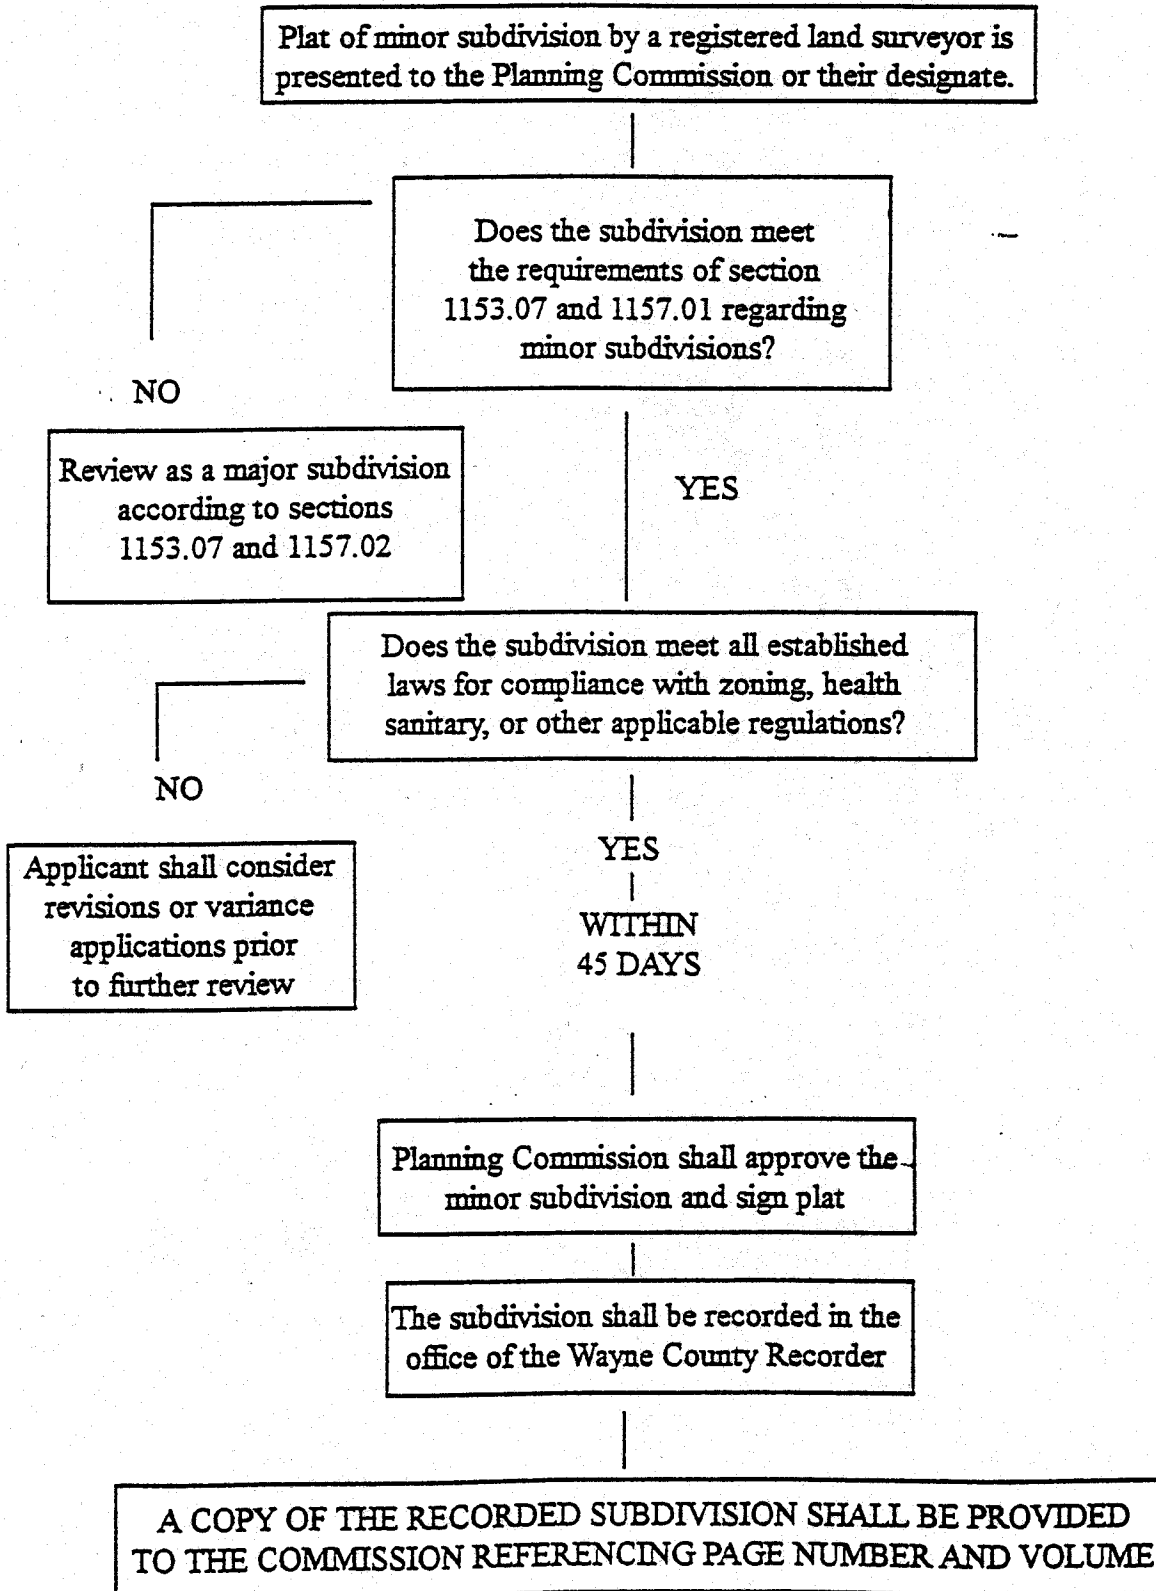 Plat of minor subdivision by a registered land surveyor is
presented to the Planning Commission or their designate.
Does the subdivision meet
the requirements of section
1153.07 and 1157.01 regarding
minor subdivisions?
NO
Review as a major subdivision
according to sections
1153.07 and 1157.02
YES
Does the subdivision meet all established
laws for compliance with zoning, health
sanitary, or other applicable regulations?
NO
Applicant shall consider
revisions or variance
applications prior
to further review
YES
WITHIN
45 DAYS
Planning Commission shall approve the
minor subdivision and sign plat
The subdivision shall be recorded in the
office of the Wayne County Recorder
A COPY OF THE RECORDED SUBDIVISION SHALL BE PROVIDED
TO THE COMMISSION REFERENCING PAGE NUMBER AND VOLUME